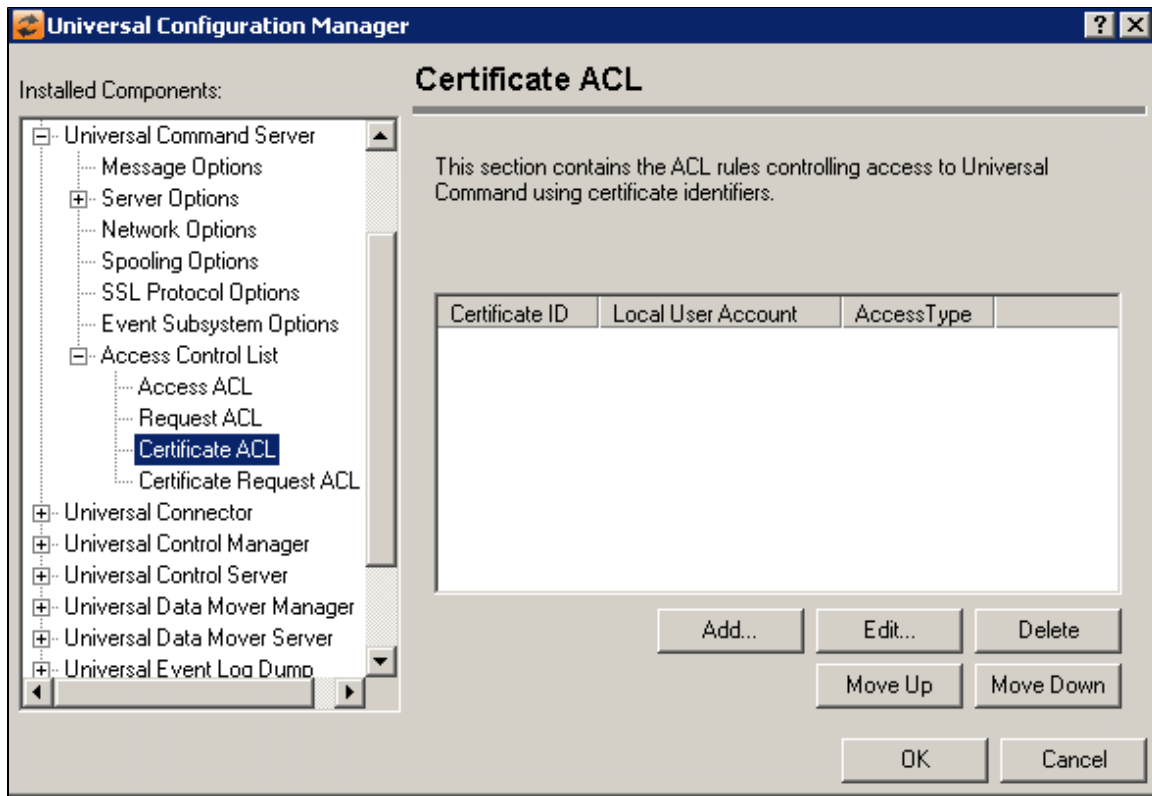 Universal Configuration Manager
Installed Components:
Universal Command Server
Message Options
Server Options
Network Options
Spooling Options
SSL Protocol Options
Event Subsystem Options
Access Control List
Access ACL
Request ACL
Certificate ACL
Certificate Request ACL
Universal Connector
Universal Control Manager
Universal Control Server
Universal Data Mover Manager
Universal Data Mover Server
Universal Event Log Dump
Certificate ACL
This section contains the ACL rules controlling access to Universal
Command using certificate identifiers.
Certificate ID Local User Account AccessType
Add... Edit... Delete
Move Up Move Down
OK Cancel